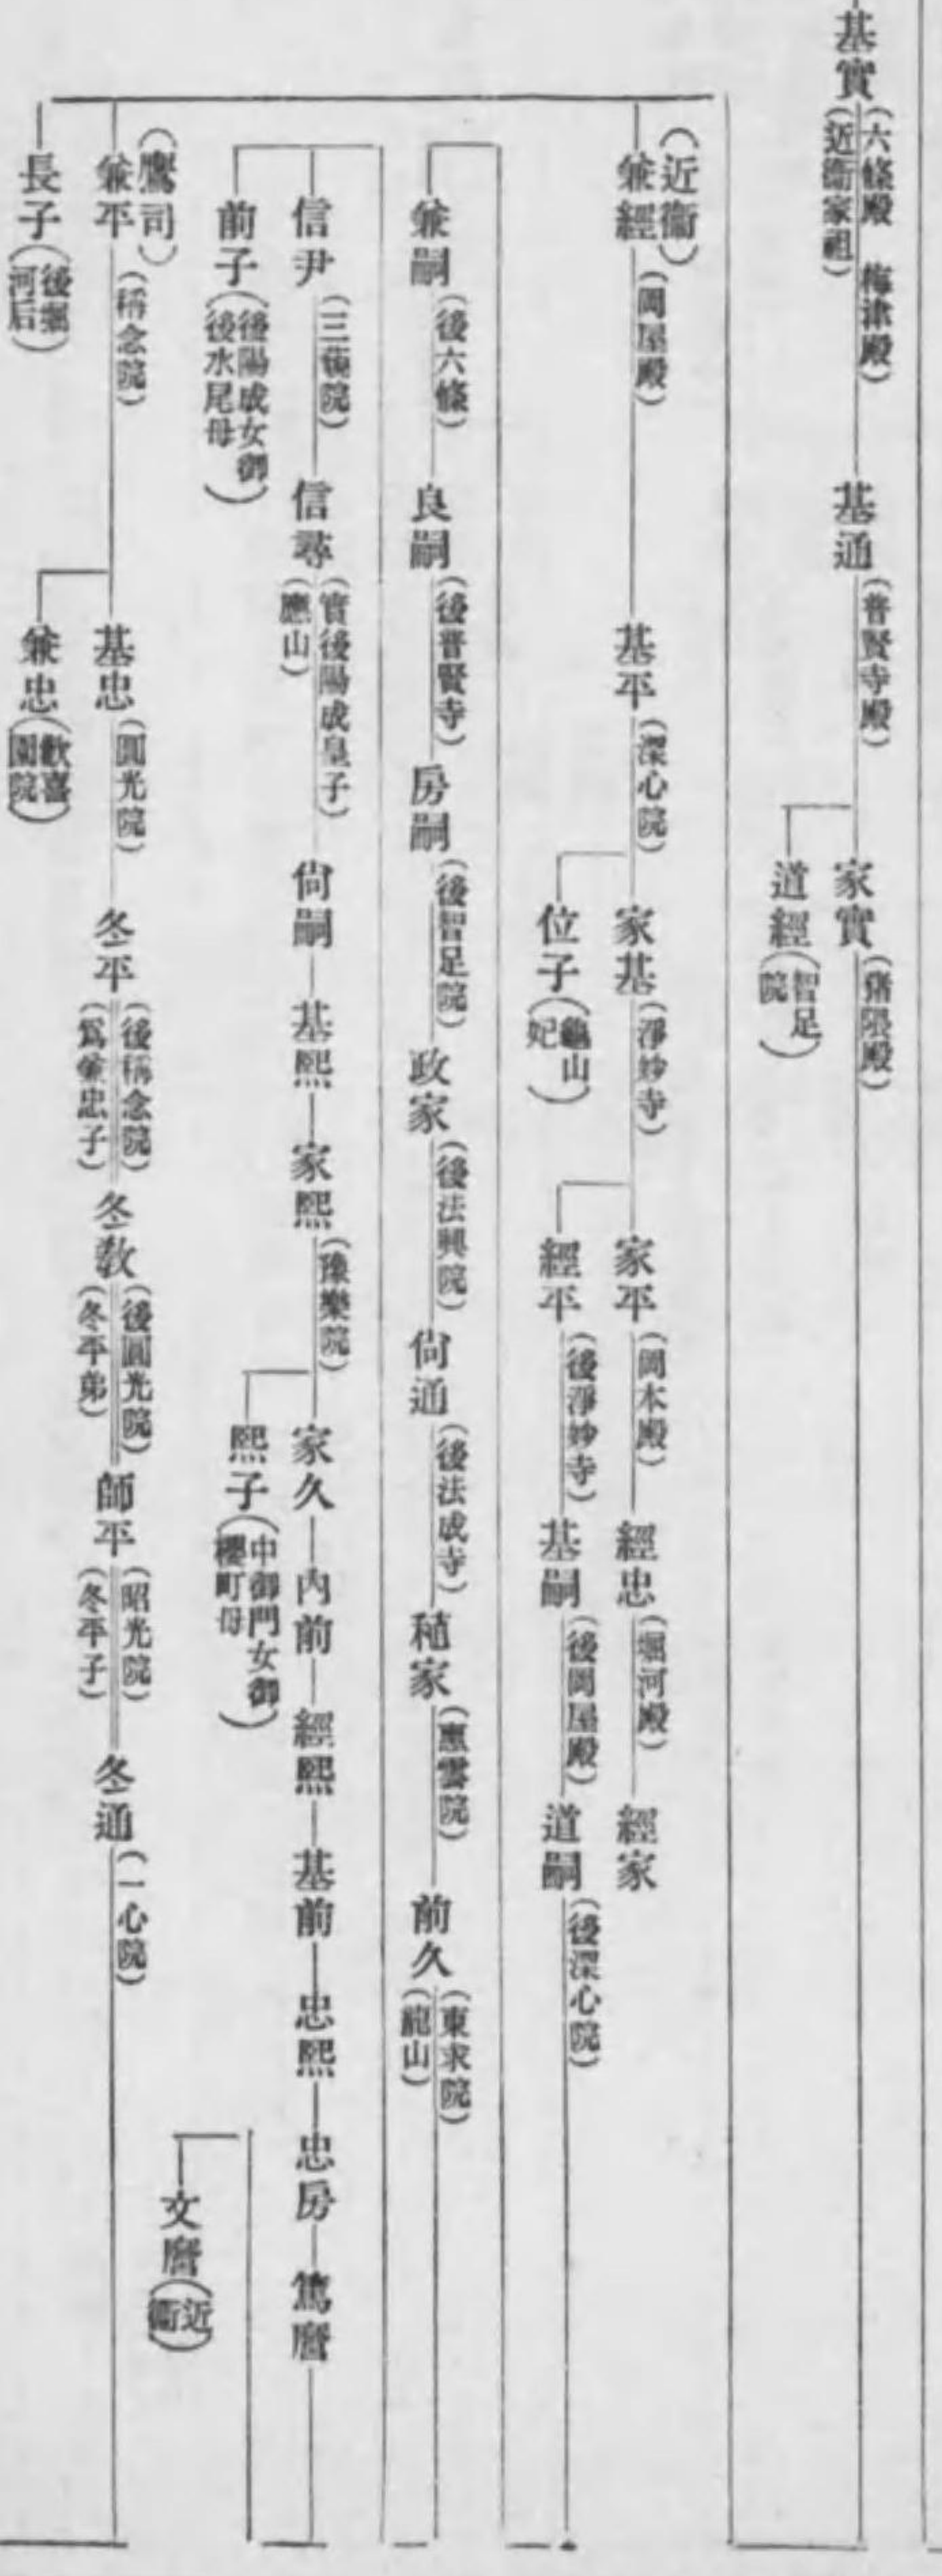 基實(六條殿 梅津殿)(近衞家祖)
基通(普賢寺殿)
家實(猪隈殿)
道經(智足院)
(近衞)
兼經(岡屋殿)
基平(深心院)
家基(淨妙寺)
家平(岡本殿)
經忠(堀河殿)
經家
位子(龜山妃)
經平(後淨妙寺)
基嗣(後岡屋殿)
道嗣(後深心院)
兼嗣(後六條)
良嗣(後普賢寺)
房嗣(後智足院)
政家(後法興院)
尙通(後法成寺)
稙家(惠雲院)
前久(東求院)(龍山)
信尹(三藐院)
信尋(實後陽成皇子)(應山)
尙嗣
基熙
家熙(豫樂院)
家久
內前
經熙
基前
忠熙
忠房
篤麿
前子(後陽成女御 後水尾母)
熙子(中御門女御 櫻町母)
文麿(近衞)
(鷹司)
兼平(稱念院)
基忠(圓光院)
冬平(後稱念院)(爲兼忠子)
冬敎(後圓光院)(冬平弟)
師平(昭光院)(冬平子)
冬通(一心院)
長子(後堀河后)
兼忠(歡喜園院)